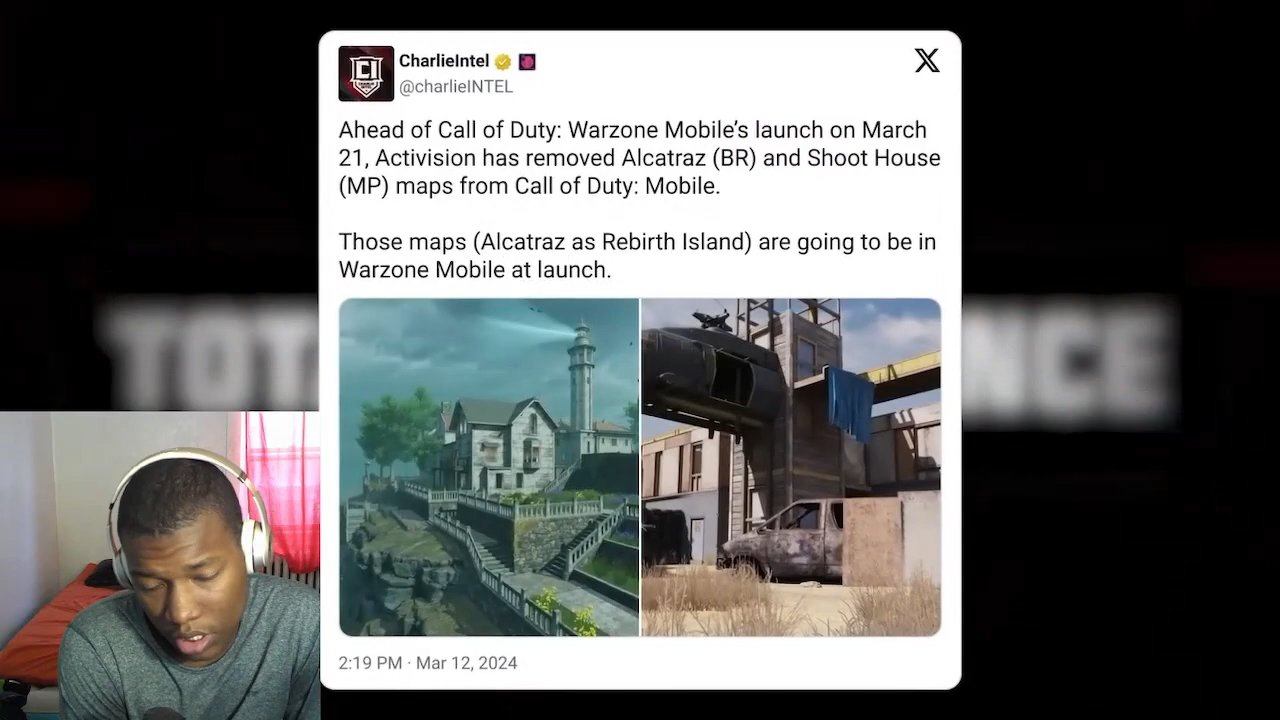 CharlieIntel
@charlieINTEL
Ahead of Call of Duty: Warzone Mobile's launch on March
21, Activision has removed Alcatraz (BR) and Shoot House
(MP) maps from Call of Duty: Mobile.
Those maps (Alcatraz as Rebirth Island) are going to be in
Warzone Mobile at launch.
TOT
NCE
2:19 PM · Mar 12, 2024